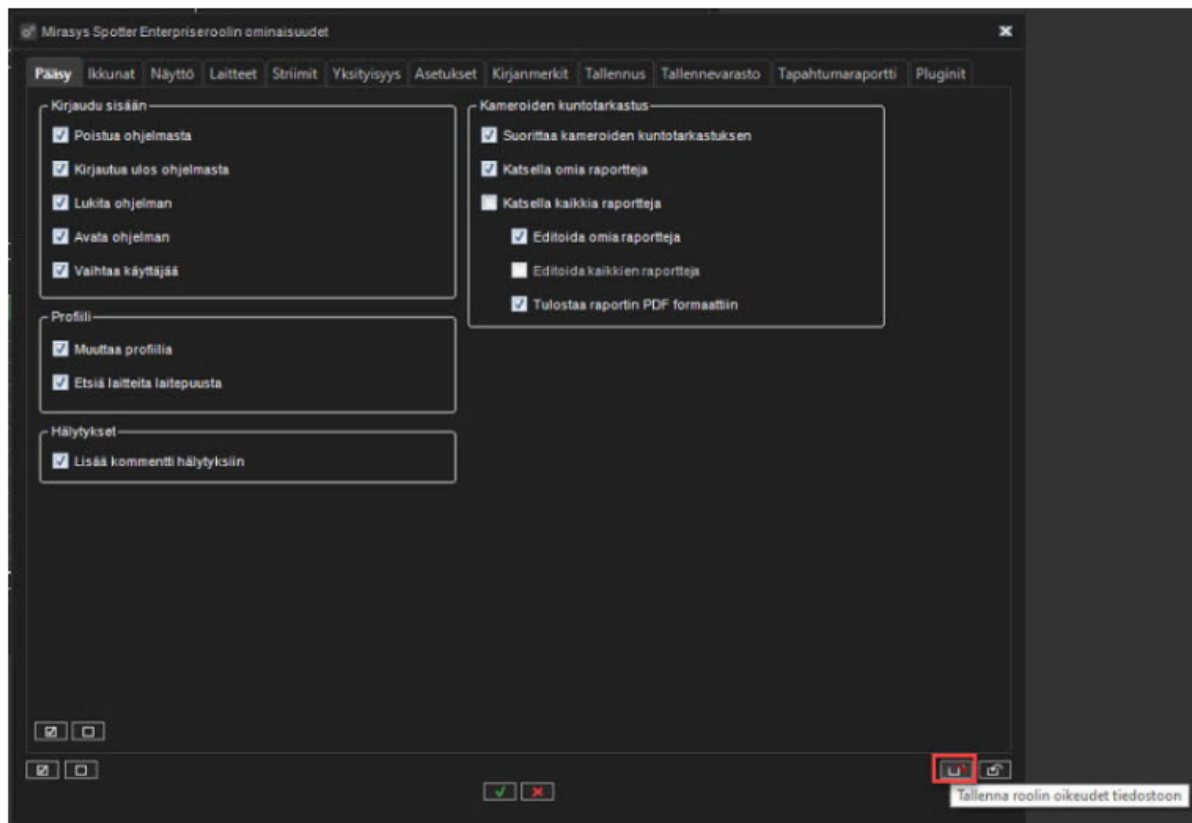 Mirasys Spotter Enterpriseroolin ominaisuudet
Pääsy Ikkunat Näyttö Laitteet Striimit Yksityisyys Asetukset Kirjanmerkit Tallennus Tallennevarasto Tapahtumaraportti Pluginit
Kirjaudu sisään
Poistua ohjelmasta
Kirjautua ulos ohjelmasta
Lukita ohjelman
Avata ohjelman
Vaihtaa käyttäjää
Profiili
Muuttaa profiilia
Etsiä laitteita laitepuusta
Hälytykset
Lisää kommentti hälytyksiin
Kameroiden kuntotarkastus
Suorittaa kameroiden kuntotarkastuksen
Katsella omia raportteja
Katsella kaikkia raportteja
Editoida omia raportteja
Editoida kaikkien raportteja
Tulostaa raportin PDF formaattiin
Tallenna roolin oikeudet tiedostoon